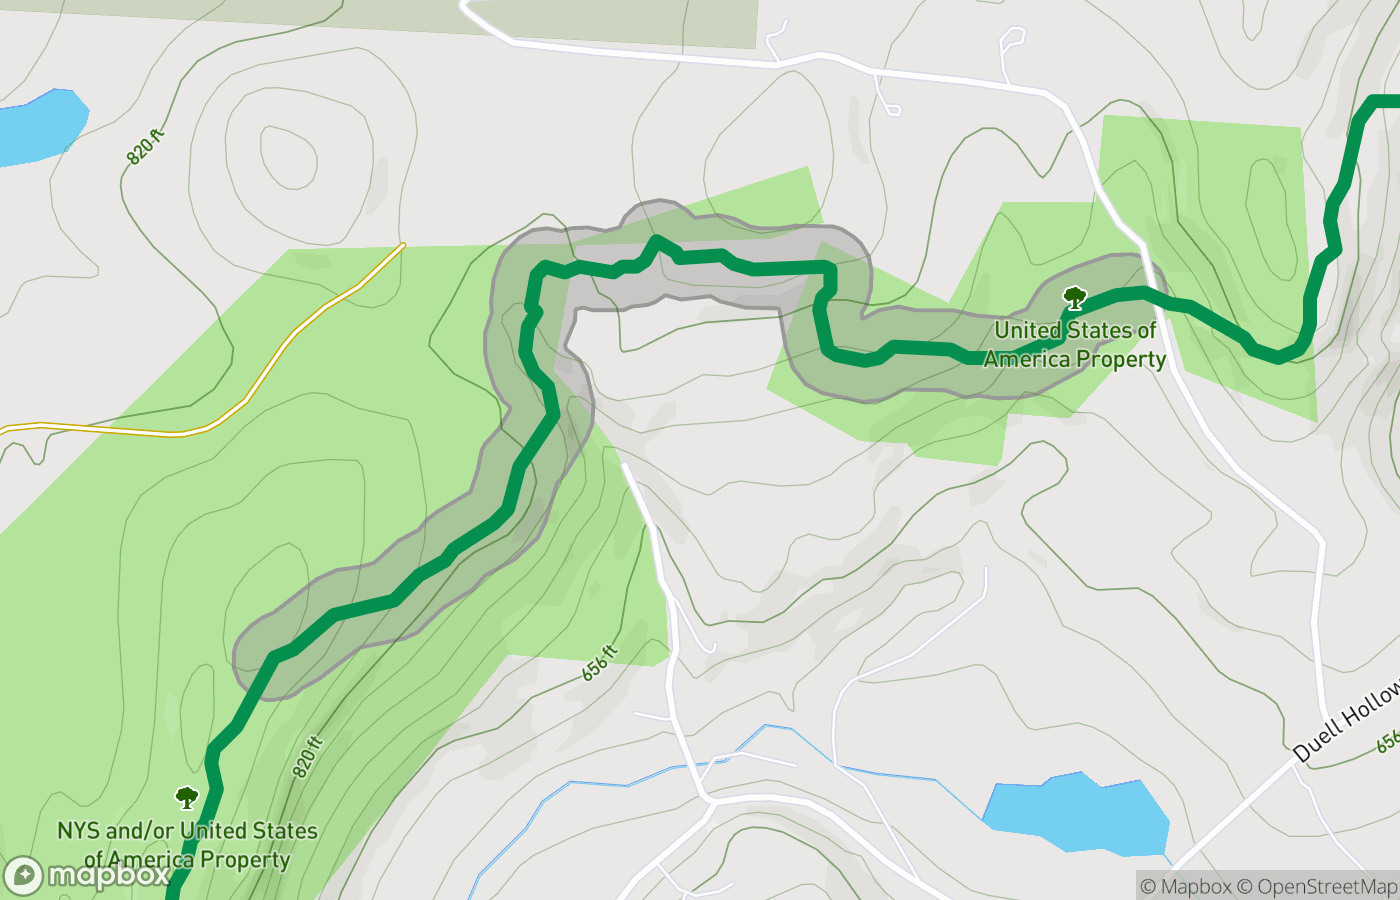 820 ft
United States of
America Property
656 ft
Duell Hollow
656
820 ft
NYS and/or United States
of America Property
mapbox
© Mapbox © OpenStreetMap